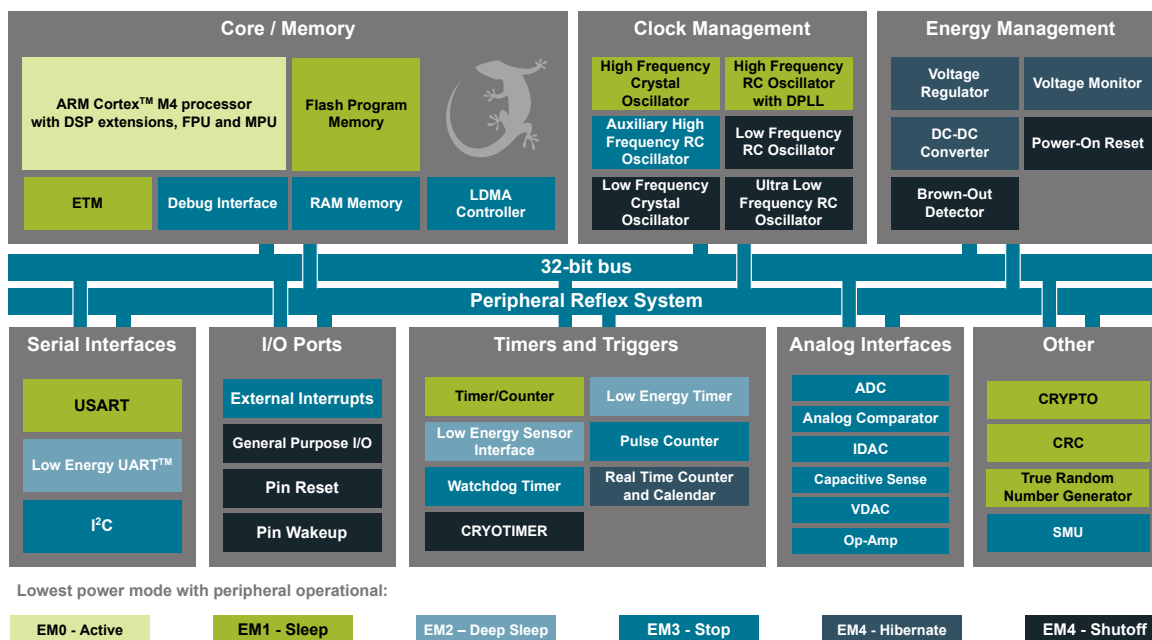 Core / Memory
ARM Cortex™ M4 processor
with DSP extensions, FPU and MPU
Flash Program
Memory
ETM
Debug Interface
RAM Memory
LDMA
Controller
Clock Management
High Frequency
Crystal
Oscillator
High Frequency
RC Oscillator
with DPLL
Auxiliary High
Frequency RC
Oscillator
Low Frequency
RC Oscillator
Low Frequency
Crystal
Oscillator
Ultra Low
Frequency RC
Oscillator
Energy Management
Voltage
Regulator
Voltage Monitor
DC-DC
Converter
Power-On Reset
Brown-Out
Detector
32-bit bus
Peripheral Reflex System
Serial Interfaces
USART
Low Energy UART™
I²C
I/O Ports
External Interrupts
General Purpose I/O
Pin Reset
Pin Wakeup
Timers and Triggers
Timer/Counter
Low Energy Timer
Low Energy Sensor
Interface
Pulse Counter
Watchdog Timer
Real Time Counter
and Calendar
CRYOTIMER
Analog Interfaces
ADC
Analog Comparator
IDAC
Capacitive Sense
VDAC
Op-Amp
Other
CRYPTO
CRC
True Random
Number Generator
SMU
Lowest power mode with peripheral operational:
EM0 - Active
EM1 - Sleep
EM2 – Deep Sleep
EM3 - Stop
EM4 - Hibernate
EM4 - Shutoff